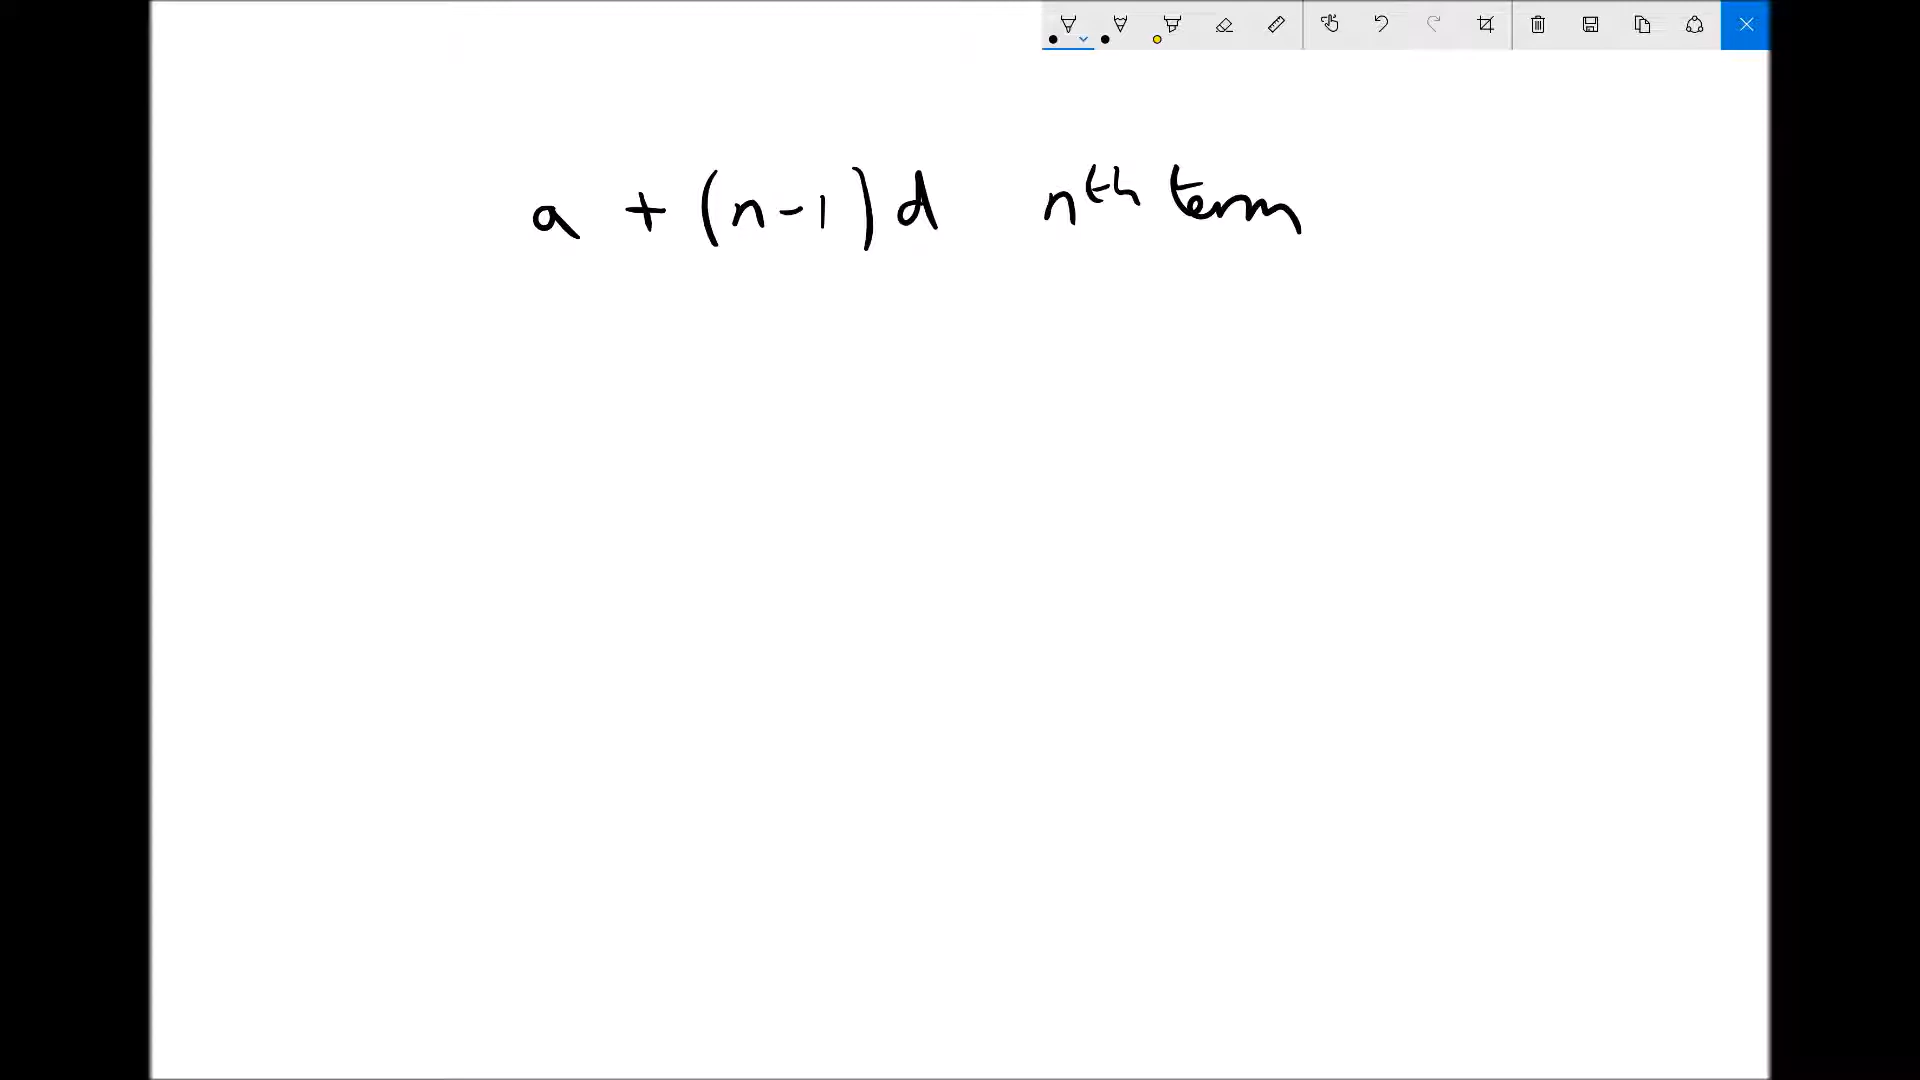 a + (n-1)d nᵗʰ term